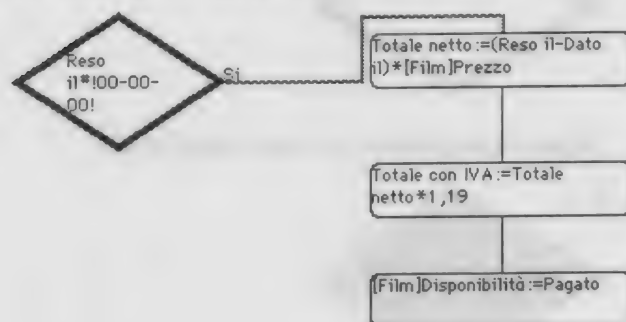 Reso
il#!00-00-
00!
Si
Totale netto :=(Reso il-Dato
il)*[Film]Prezzo
Totale con IVA :=Totale
netto*1,19
[Film]Disponibilità :=Pagato